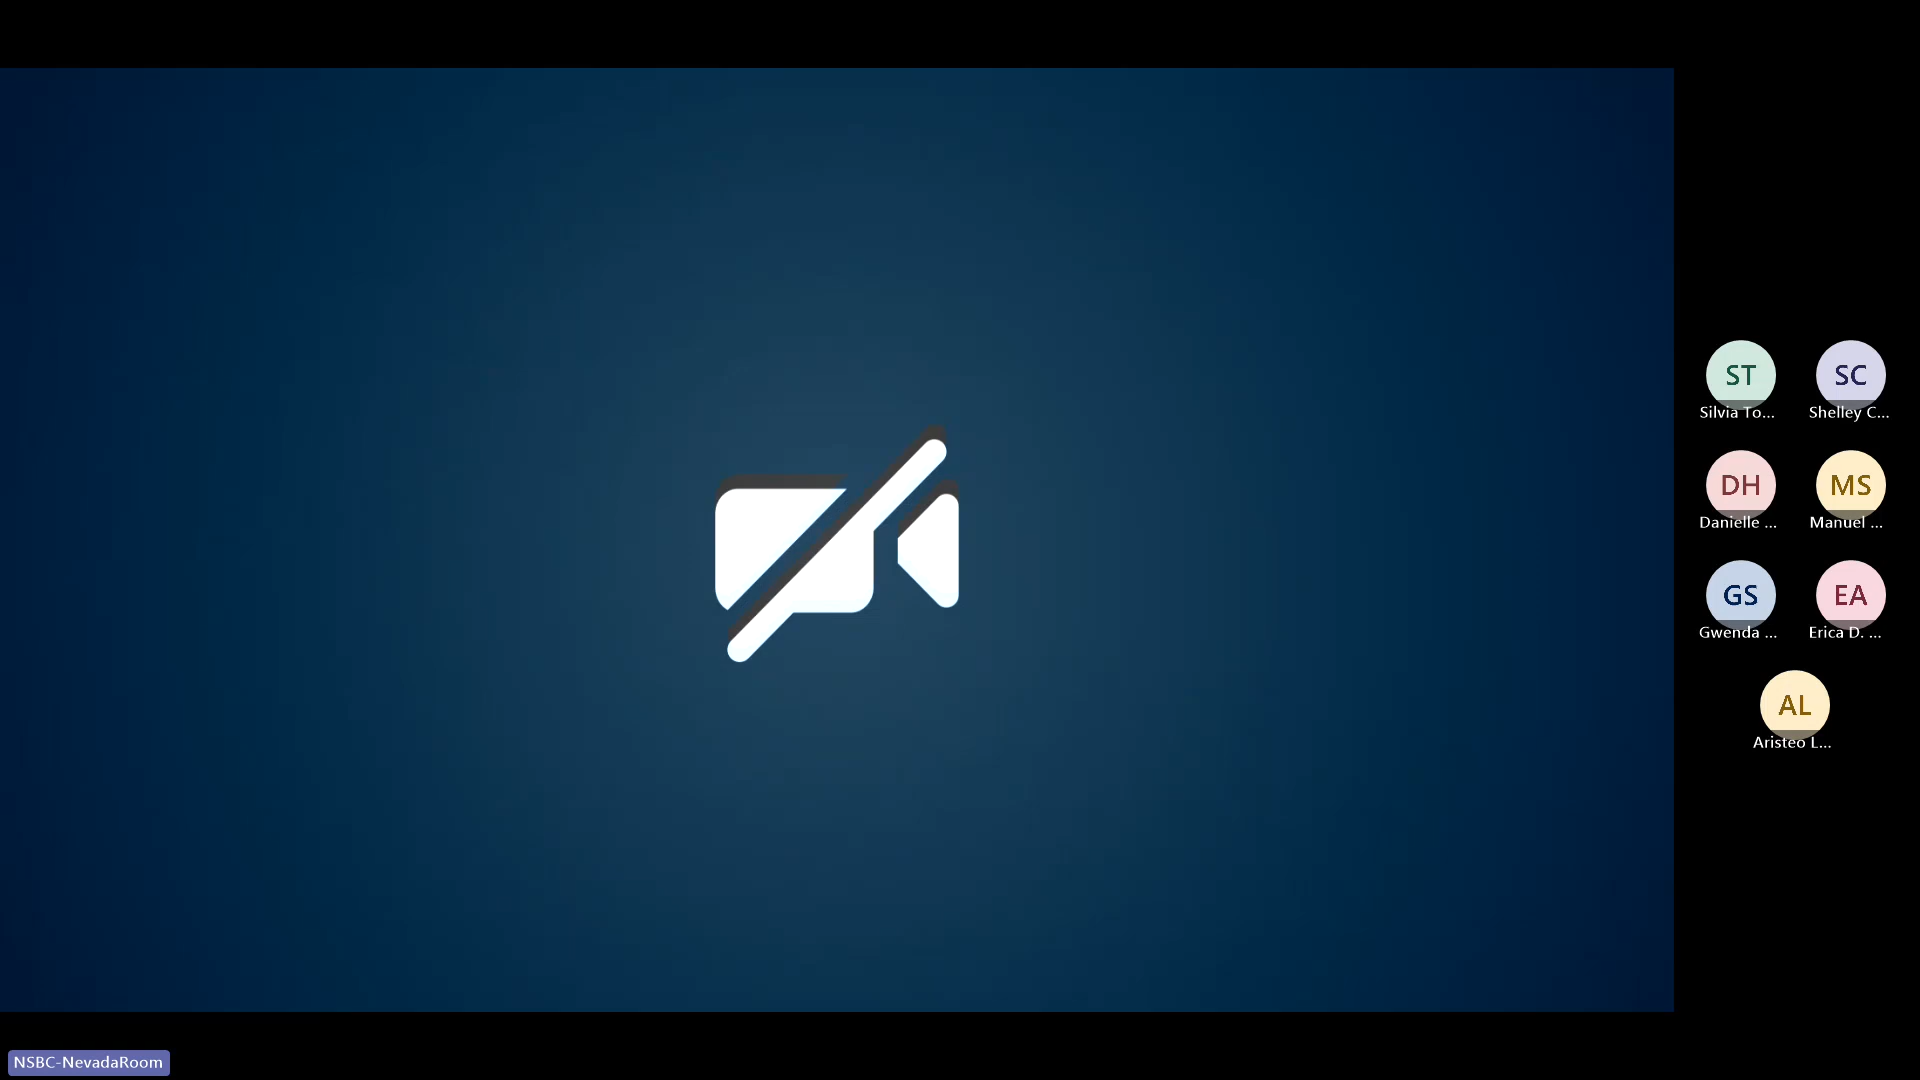 ST
SC
Silvia To...
Shelley C...
DH
MS
Danielle ...
Manuel ...
GS
EA
Gwenda ...
Erica D. ...
AL
Aristeo L...
NSBC-NevadaRoom